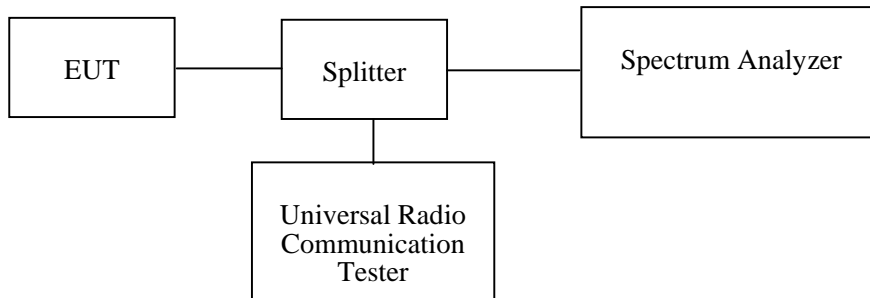 EUT
Splitter
Spectrum Analyzer
Universal Radio
Communication
Tester